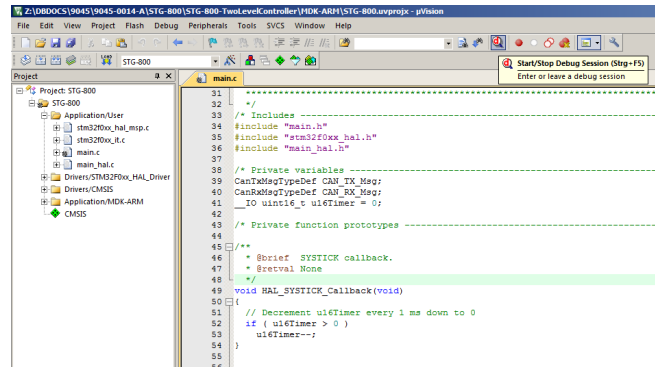 Z:\DBDOCS\9045\9045-0014-A\STG-800\STG-800-TwoLevelController\MDK-ARM\STG-800.uvprojx - µVision
File Edit View Project Flash Debug Peripherals Tools SVCS Window Help
STG-800
Start/Stop Debug Session (Strg+F5)
Enter or leave a debug session
Project
main.c
Project: STG-800
STG-800
Application/User
stm32f0xx_hal_msp.c
stm32f0xx_it.c
main.c
main_hal.c
Drivers/STM32F0xx_HAL_Driver
Drivers/CMSIS
Application/MDK-ARM
CMSIS
31 ******************************************************************************
32 */
33 /* Includes ------------------------------------------------------------------
34 #include "main.h"
35 #include "stm32f0xx_hal.h"
36 #include "main_hal.h"
37
38 /* Private variables ---------------------------------------------------------
39 CanTxMsgTypeDef CAN_TX_Msg;
40 CanRxMsgTypeDef CAN_RX_Msg;
41 __IO uint16_t u16Timer = 0;
42
43 /* Private function prototypes -----------------------------------------------
44
45 /**
46 * @brief SYSTICK callback.
47 * @retval None
48 */
49 void HAL_SYSTICK_Callback(void)
50 {
51 // Decrement u16Timer every 1 ms down to 0
52 if ( u16Timer > 0 )
53 u16Timer--;
54 }
55